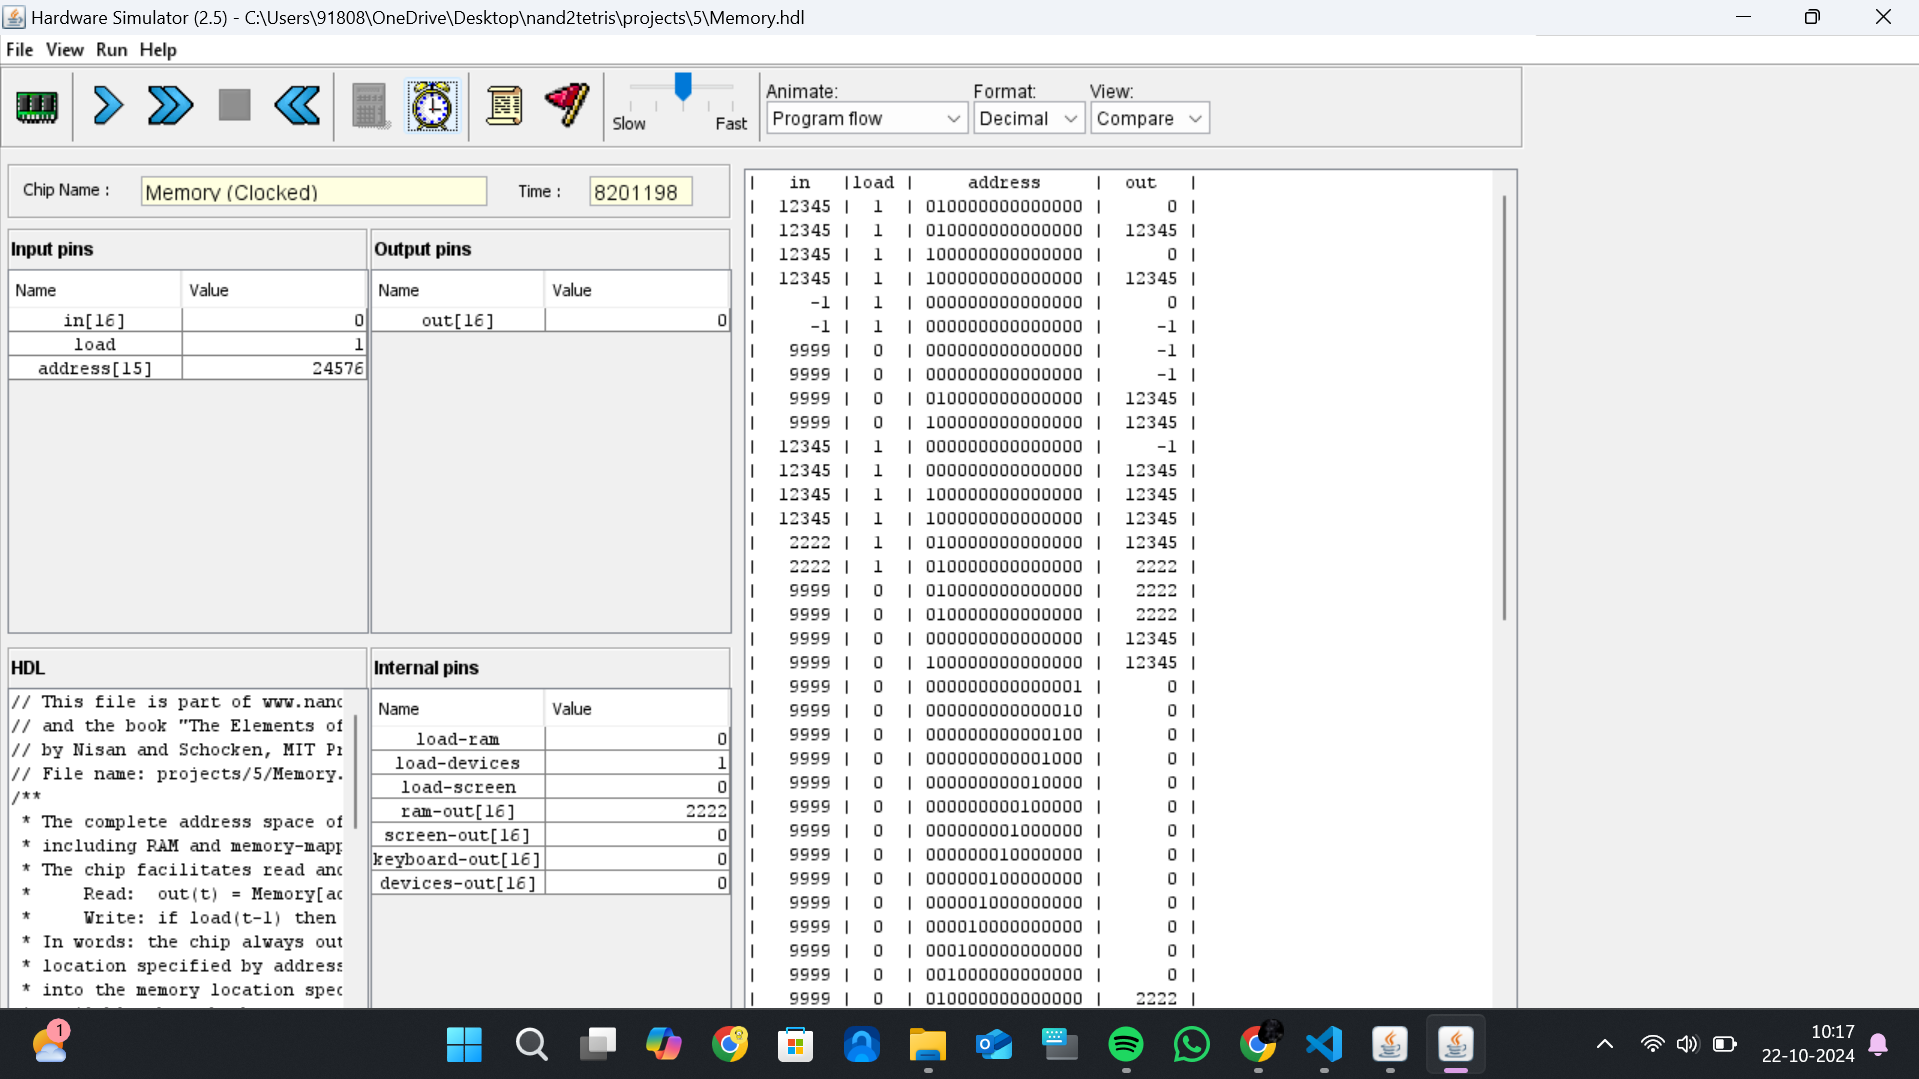 Hardware Simulator (2.5) - C:\Users\91808\OneDrive\Desktop\nand2tetris\projects\5\Memory.hdl
File View Run Help
Slow Fast
Animate: Format: View:
Program flow Decimal Compare
Chip Name : Memory (Clocked) Time : 8201198
Input pins
Name Value
in[16] 0
load 1
address[15] 24576
Output pins
Name Value
out[16] 0
HDL
// This file is part of www.nand
// and the book "The Elements of
// by Nisan and Schocken, MIT Pr
// File name: projects/5/Memory.
/**
* The complete address space of
* including RAM and memory-mapp
* The chip facilitates read and
* Read: out(t) = Memory[ad
* Write: if load(t-1) then
* In words: the chip always out
* location specified by address
* into the memory location spec
Internal pins
Name Value
load-ram 0
load-devices 1
load-screen 0
ram-out[16] 2222
screen-out[16] 0
keyboard-out[16] 0
devices-out[16] 0
| in |load | address | out |
| 12345 | 1 | 010000000000000 | 0 |
| 12345 | 1 | 010000000000000 | 12345 |
| 12345 | 1 | 100000000000000 | 0 |
| 12345 | 1 | 100000000000000 | 12345 |
| -1 | 1 | 000000000000000 | 0 |
| -1 | 1 | 000000000000000 | -1 |
| 9999 | 0 | 000000000000000 | -1 |
| 9999 | 0 | 000000000000000 | -1 |
| 9999 | 0 | 010000000000000 | 12345 |
| 9999 | 0 | 100000000000000 | 12345 |
| 12345 | 1 | 000000000000000 | -1 |
| 12345 | 1 | 000000000000000 | 12345 |
| 12345 | 1 | 100000000000000 | 12345 |
| 12345 | 1 | 100000000000000 | 12345 |
| 2222 | 1 | 010000000000000 | 12345 |
| 2222 | 1 | 010000000000000 | 2222 |
| 9999 | 0 | 010000000000000 | 2222 |
| 9999 | 0 | 010000000000000 | 2222 |
| 9999 | 0 | 000000000000000 | 12345 |
| 9999 | 0 | 100000000000000 | 12345 |
| 9999 | 0 | 000000000000001 | 0 |
| 9999 | 0 | 000000000000010 | 0 |
| 9999 | 0 | 000000000000100 | 0 |
| 9999 | 0 | 000000000001000 | 0 |
| 9999 | 0 | 000000000010000 | 0 |
| 9999 | 0 | 000000000100000 | 0 |
| 9999 | 0 | 000000001000000 | 0 |
| 9999 | 0 | 000000010000000 | 0 |
| 9999 | 0 | 000000100000000 | 0 |
| 9999 | 0 | 000001000000000 | 0 |
| 9999 | 0 | 000010000000000 | 0 |
| 9999 | 0 | 000100000000000 | 0 |
| 9999 | 0 | 001000000000000 | 0 |
| 9999 | 0 | 010000000000000 | 2222 |
1
10:17
22-10-2024